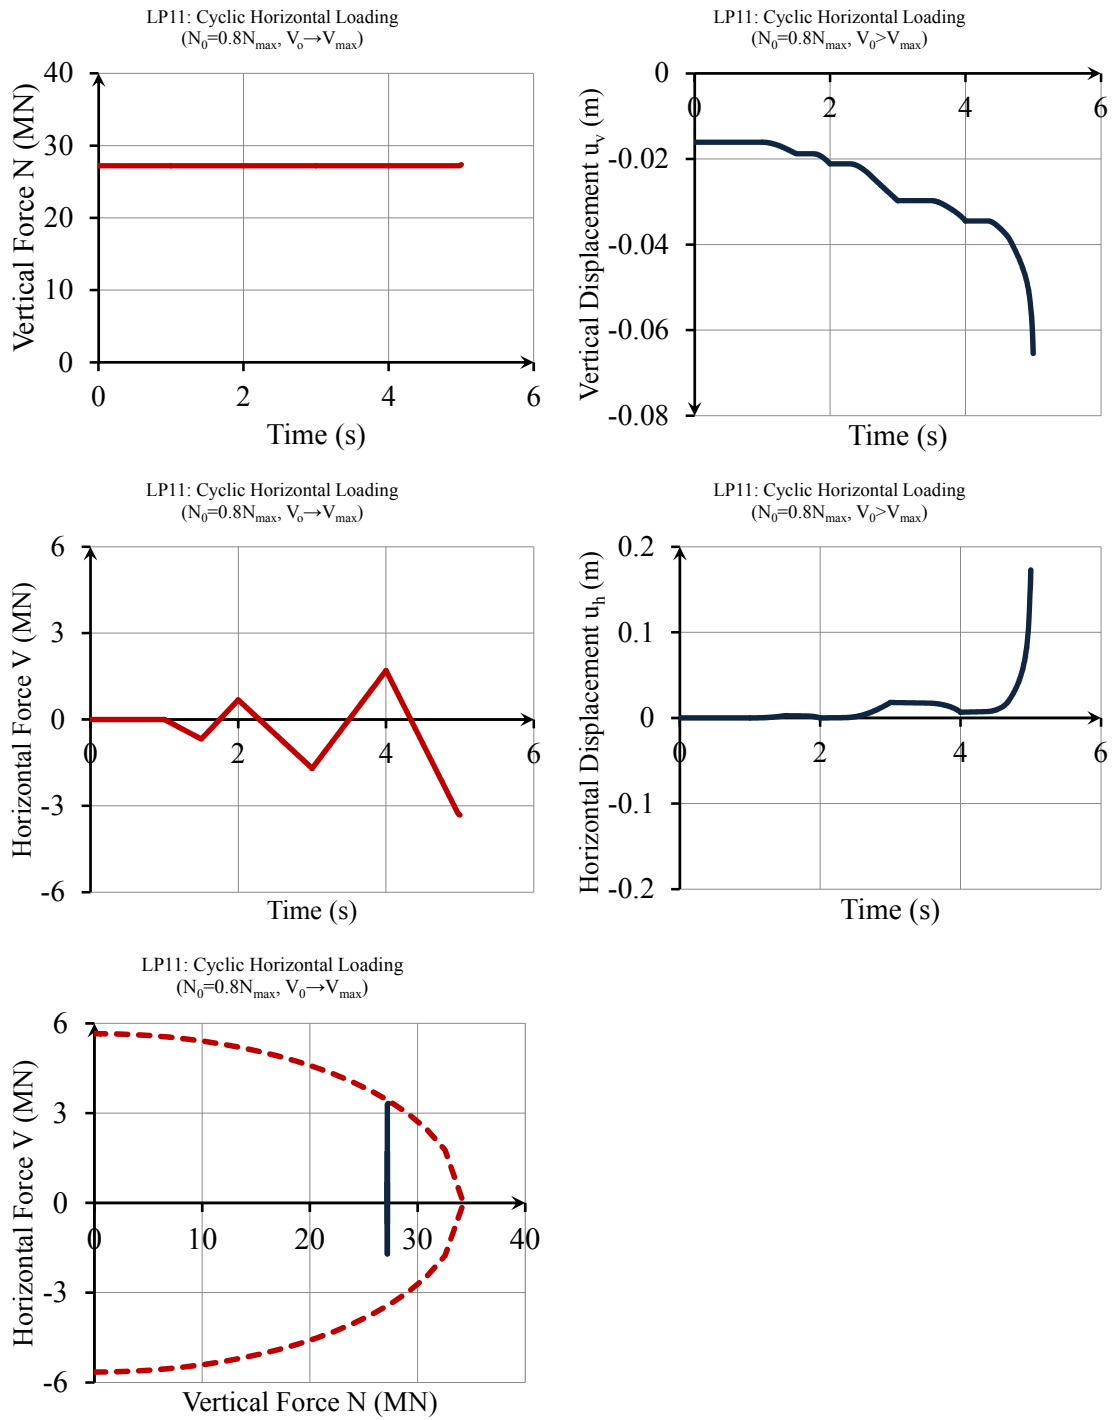 LP11: Cyclic Horizontal Loading
(N₀=0.8Nmax, Vₒ→Vmax)
Vertical Force N (MN)
40
30
20
10
0
0 2 4 6
Time (s)
LP11: Cyclic Horizontal Loading
(N₀=0.8Nmax, V₀>Vmax)
Vertical Displacement uᵥ (m)
0
-0.02
-0.04
-0.06
-0.08
0 2 4 6
Time (s)
LP11: Cyclic Horizontal Loading
(N₀=0.8Nmax, Vₒ→Vmax)
Horizontal Force V (MN)
6
3
0
-3
-6
0 2 4 6
Time (s)
LP11: Cyclic Horizontal Loading
(N₀=0.8Nmax, V₀>Vmax)
Horizontal Displacement uₕ (m)
0.2
0.1
0
-0.1
-0.2
0 2 4 6
Time (s)
LP11: Cyclic Horizontal Loading
(N₀=0.8Nmax, V₀→Vmax)
Horizontal Force V (MN)
6
3
0
-3
-6
0 10 20 30 40
Vertical Force N (MN)